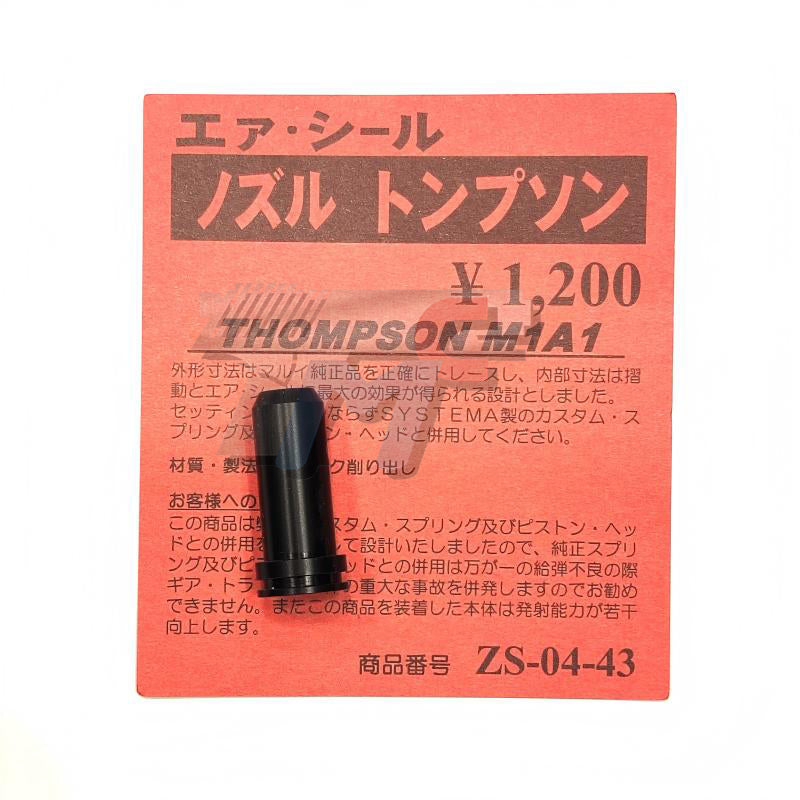 エア・シール
ノズル トンプソン
¥ 1,200
THOMPSON M1A1
外形寸法はマルイ純正品を正確にトレースし、内部寸法は摺
動とエア・シー 最大の効果が得られる設計としました。
セッティン ならずSYSTEMA製のカスタム・ス
プリング及 ン・ヘッドと併用してください。
材質・製法 ク削り出し
お客様への
この商品は スタム・スプリング及びピストン・ヘッ
ドとの併用を して設計いたしましたので、純正スプリ
ング及びピス ッドとの併用は万が一の給弾不良の際
ギア・トラ の重大な事故を併発しますのでお勧め
できません。またこの商品を装着した本体は発射能力が若干
向上します。
商品番号 ZS-04-43